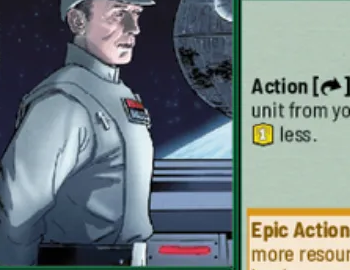 Action [
unit from yo
1 less.
Epic Action
more resour